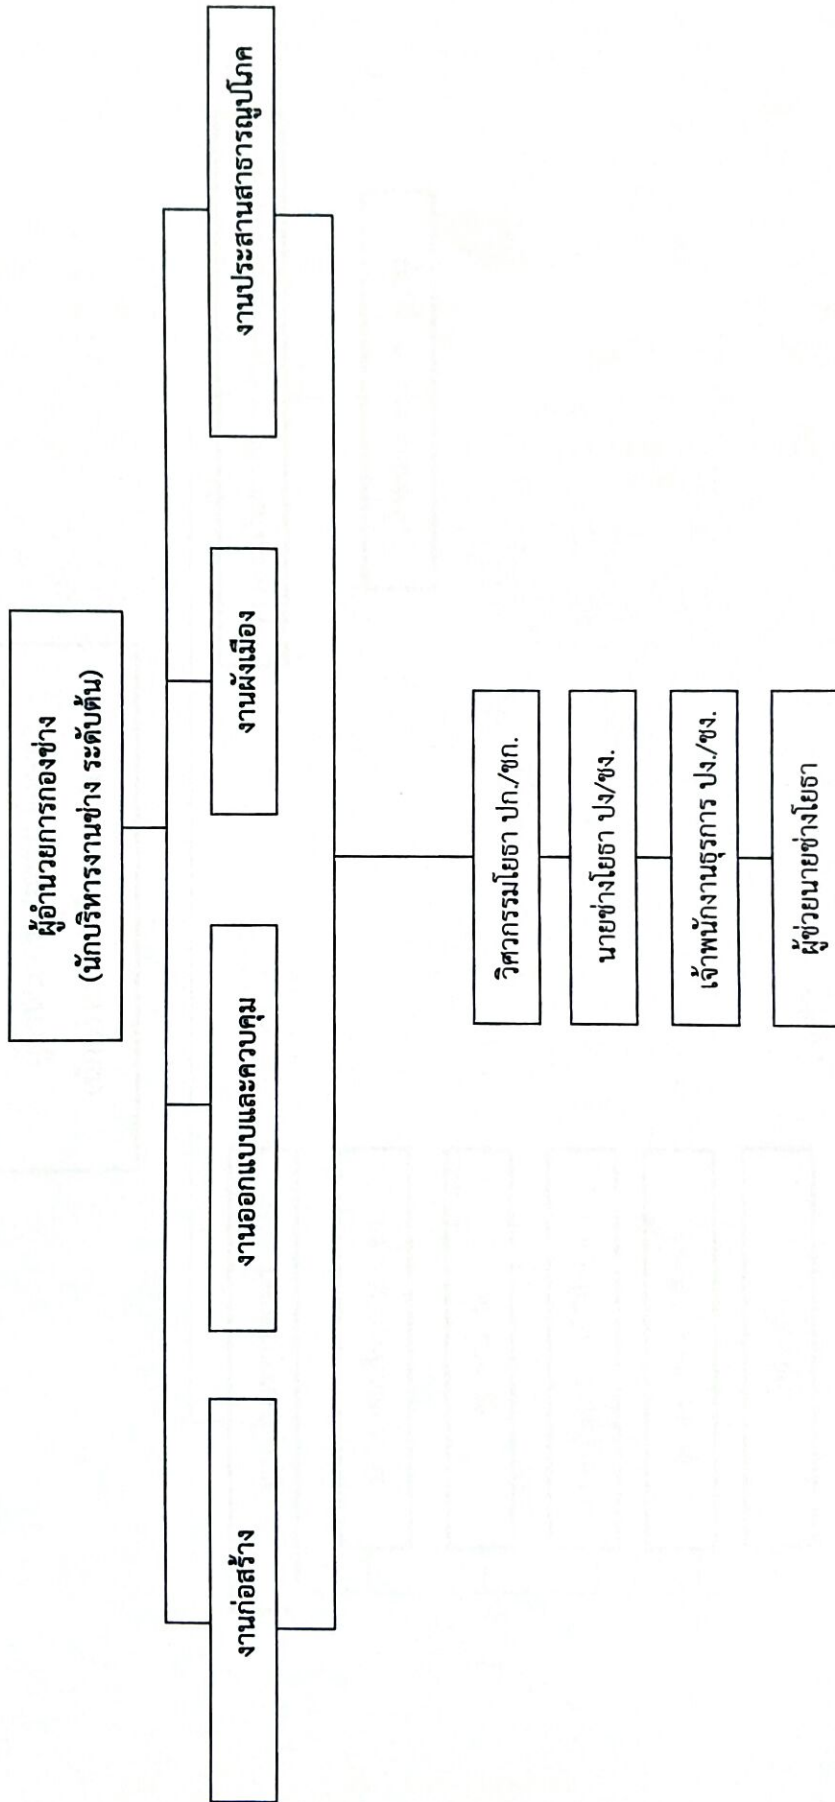 ผู้อำนวยการกองช่าง
(นักบริหารงานช่าง ระดับต้น)
งานก่อสร้าง
งานออกแบบและควบคุม
งานผังเมือง
งานประสานสาธารณูปโภค
วิศวกรรมโยธา ปก./ชก.
นายช่างโยธา ปง/ชง.
เจ้าพนักงานธุรการ ปง./ชง.
ผู้ช่วยนายช่างโยธา